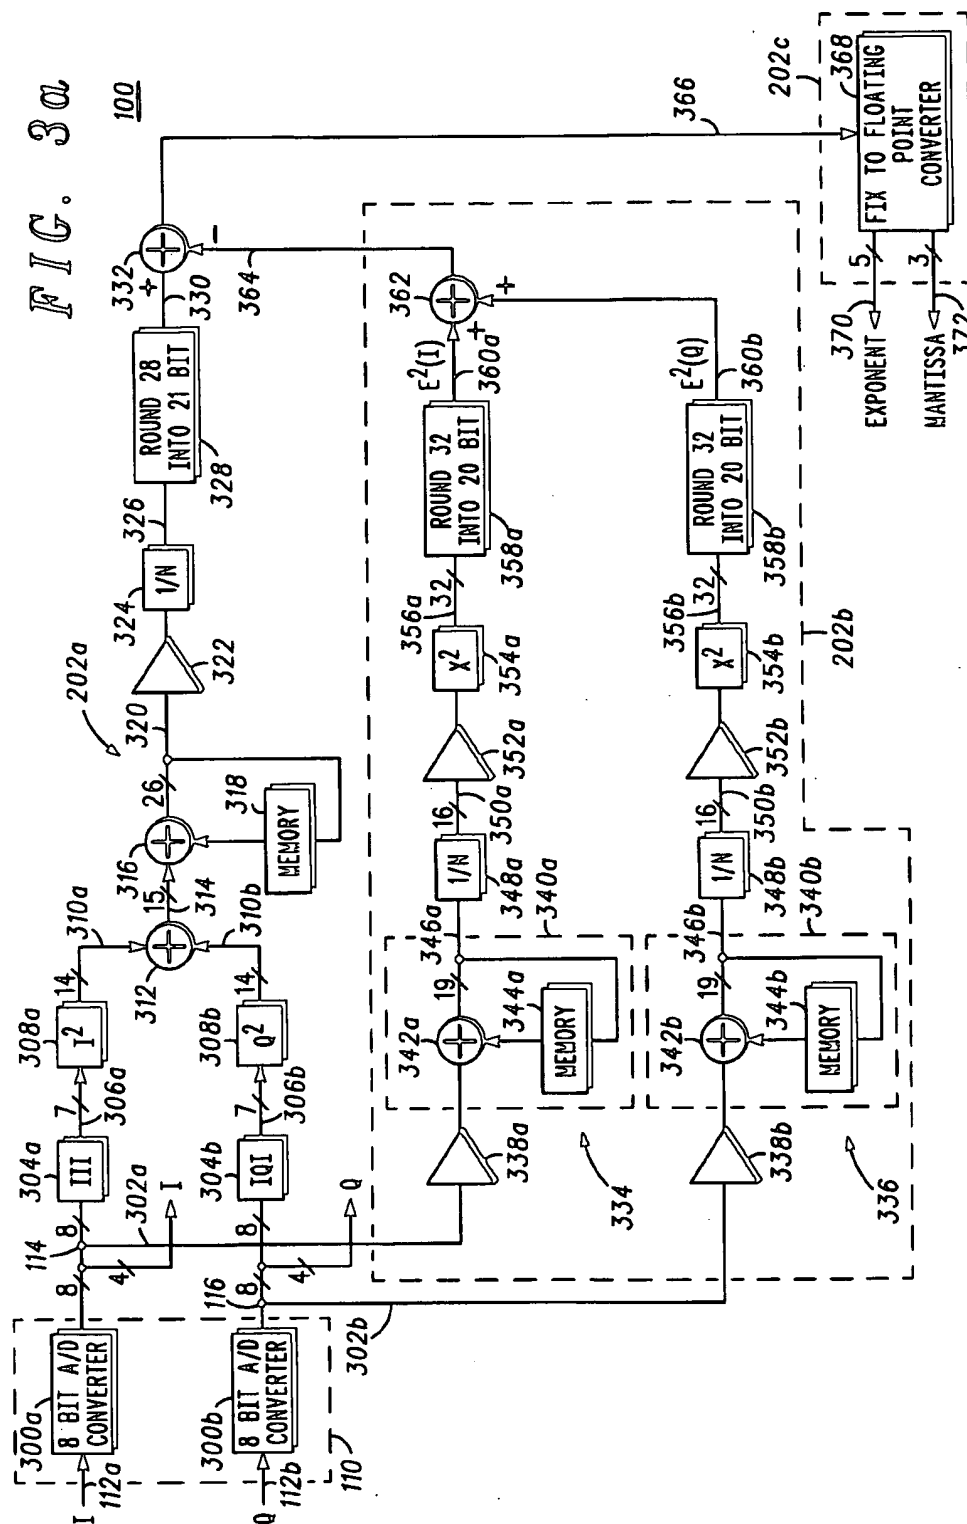 FIG. 3a
100
I
112a
300a
8 BIT A/D
CONVERTER
8
114
4
I
302a
8
304a
|I|
7
306a
308a
I²
14
310a
Q
112b
300b
8 BIT A/D
CONVERTER
110
116
8
4
Q
302b
8
304b
|Q|
7
306b
308b
Q²
14
310b
312
15
314
316
26
318
MEMORY
202a
320
322
324
1/N
326
ROUND 28
INTO 21 BIT
328
330
+
332
−
364
366
334
338a
342a
19
344a
MEMORY
340a
346a
1/N
348a
16
350a
352a
X²
354a
356a
32
ROUND 32
INTO 20 BIT
358a
E²(I)
360a
+
362
+
336
338b
342b
19
344b
MEMORY
340b
346b
1/N
348b
16
350b
352b
X²
354b
356b
32
ROUND 32
INTO 20 BIT
358b
E²(Q)
360b
202b
202c
368
FIX TO FLOATING
POINT
CONVERTER
5
3
370
EXPONENT
MANTISSA
372